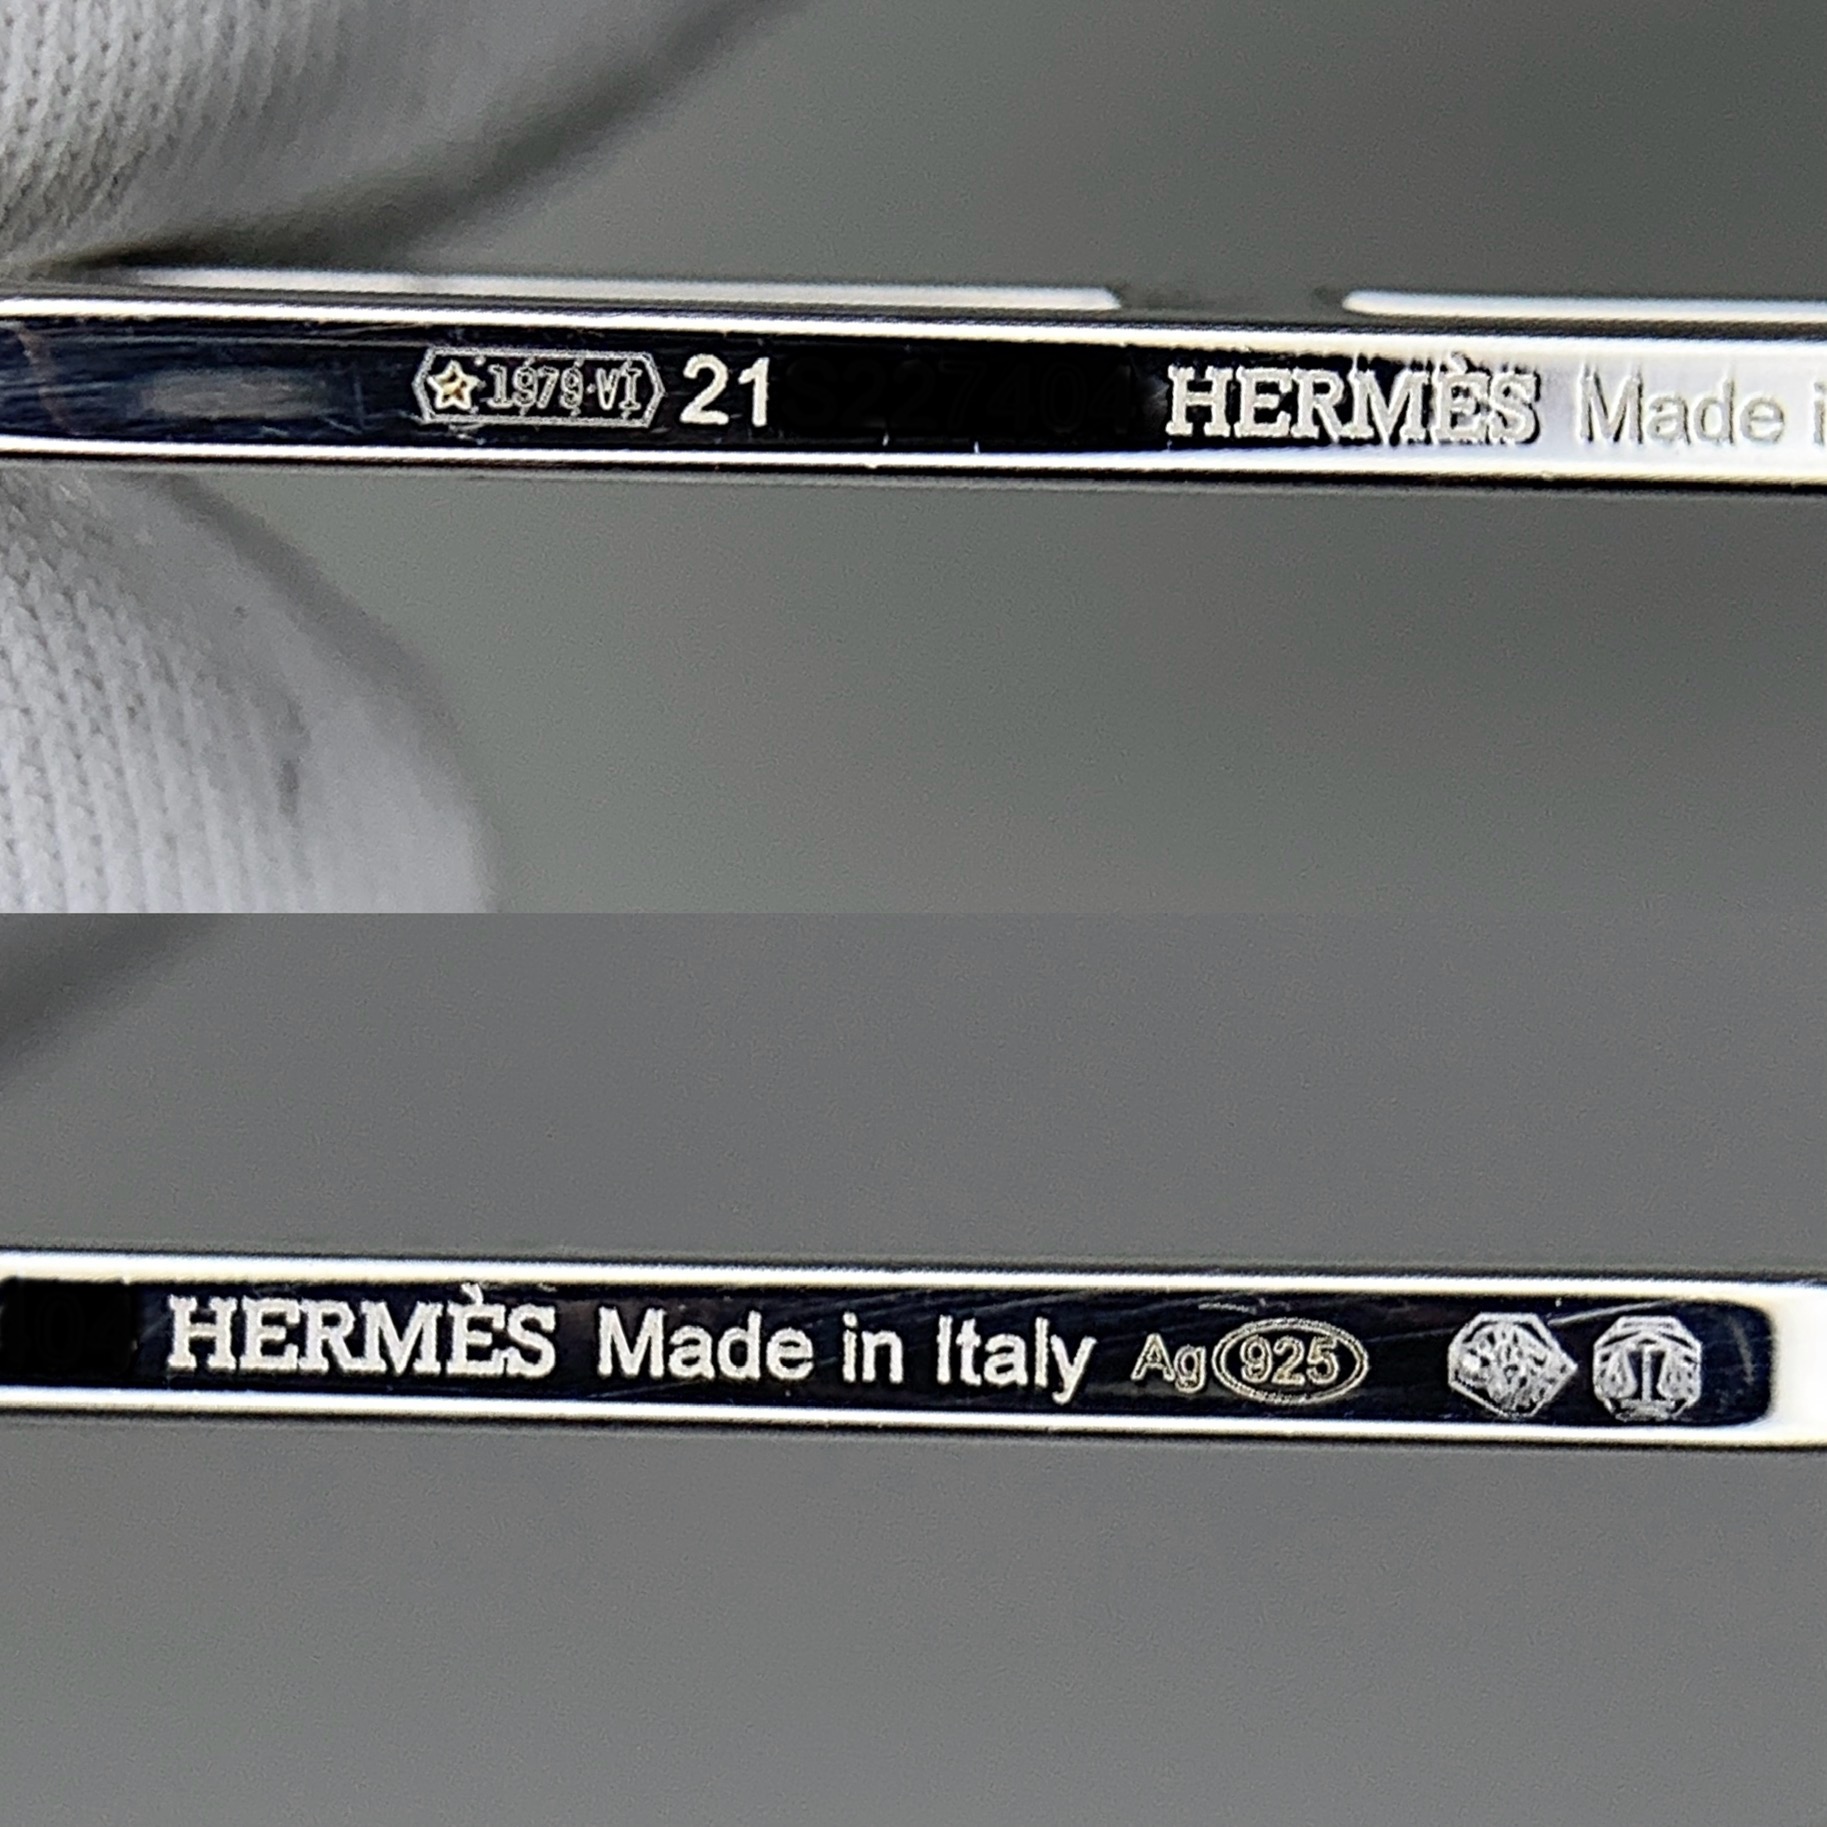 ☆1979·VI 21 HERMÈS Made i
HERMÈS Made in Italy Ag 925